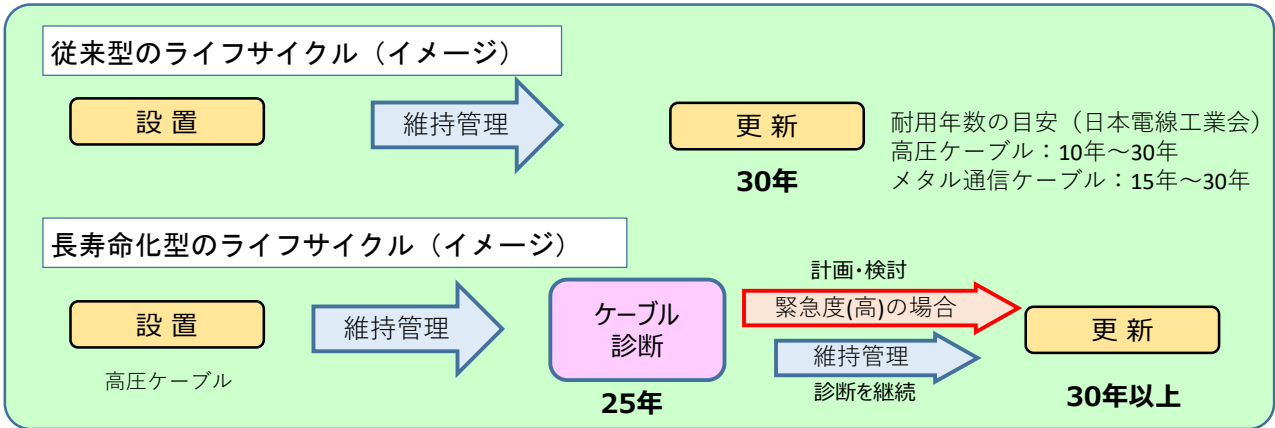 従来型のライフサイクル（イメージ）
設 置
維持管理
更 新
30年
耐用年数の目安（日本電線工業会）
高圧ケーブル：10年～30年
メタル通信ケーブル：15年～30年
長寿命化型のライフサイクル（イメージ）
設 置
高圧ケーブル
維持管理
ケーブル
診断
25年
計画・検討
緊急度(高)の場合
維持管理
診断を継続
更 新
30年以上